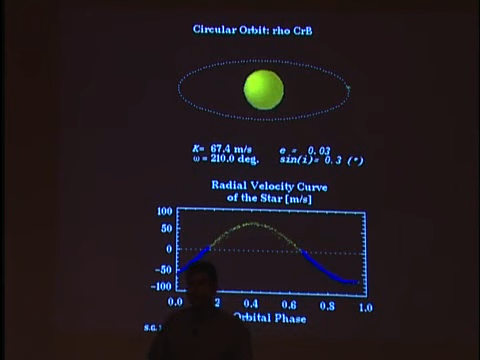 Circular Orbit: rho CrB
K= 67.4 m/s e = 0.03
ω = 210.0 deg. sin(i)= 0.3 (*)
Radial Velocity Curve
of the Star [m/s]
100
50
0
−50
−100
0.0 2 0.4 0.6 0.8 1.0
Orbital Phase
S.G.